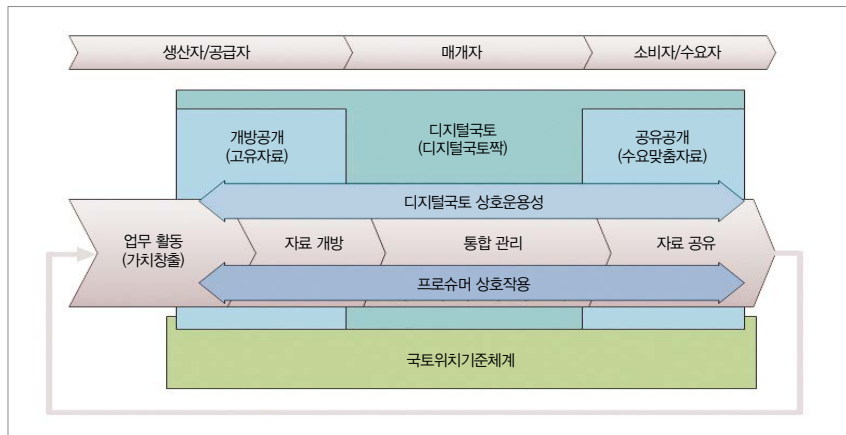 생산자/공급자
매개자
소비자/수요자
개방공개
(고유자료)
디지털국토
(디지털국토짝)
공유공개
(수요맞춤자료)
디지털국토 상호운용성
업무 활동
(가치창출)
자료 개방
통합 관리
자료 공유
프로슈머 상호작용
국토위치기준체계